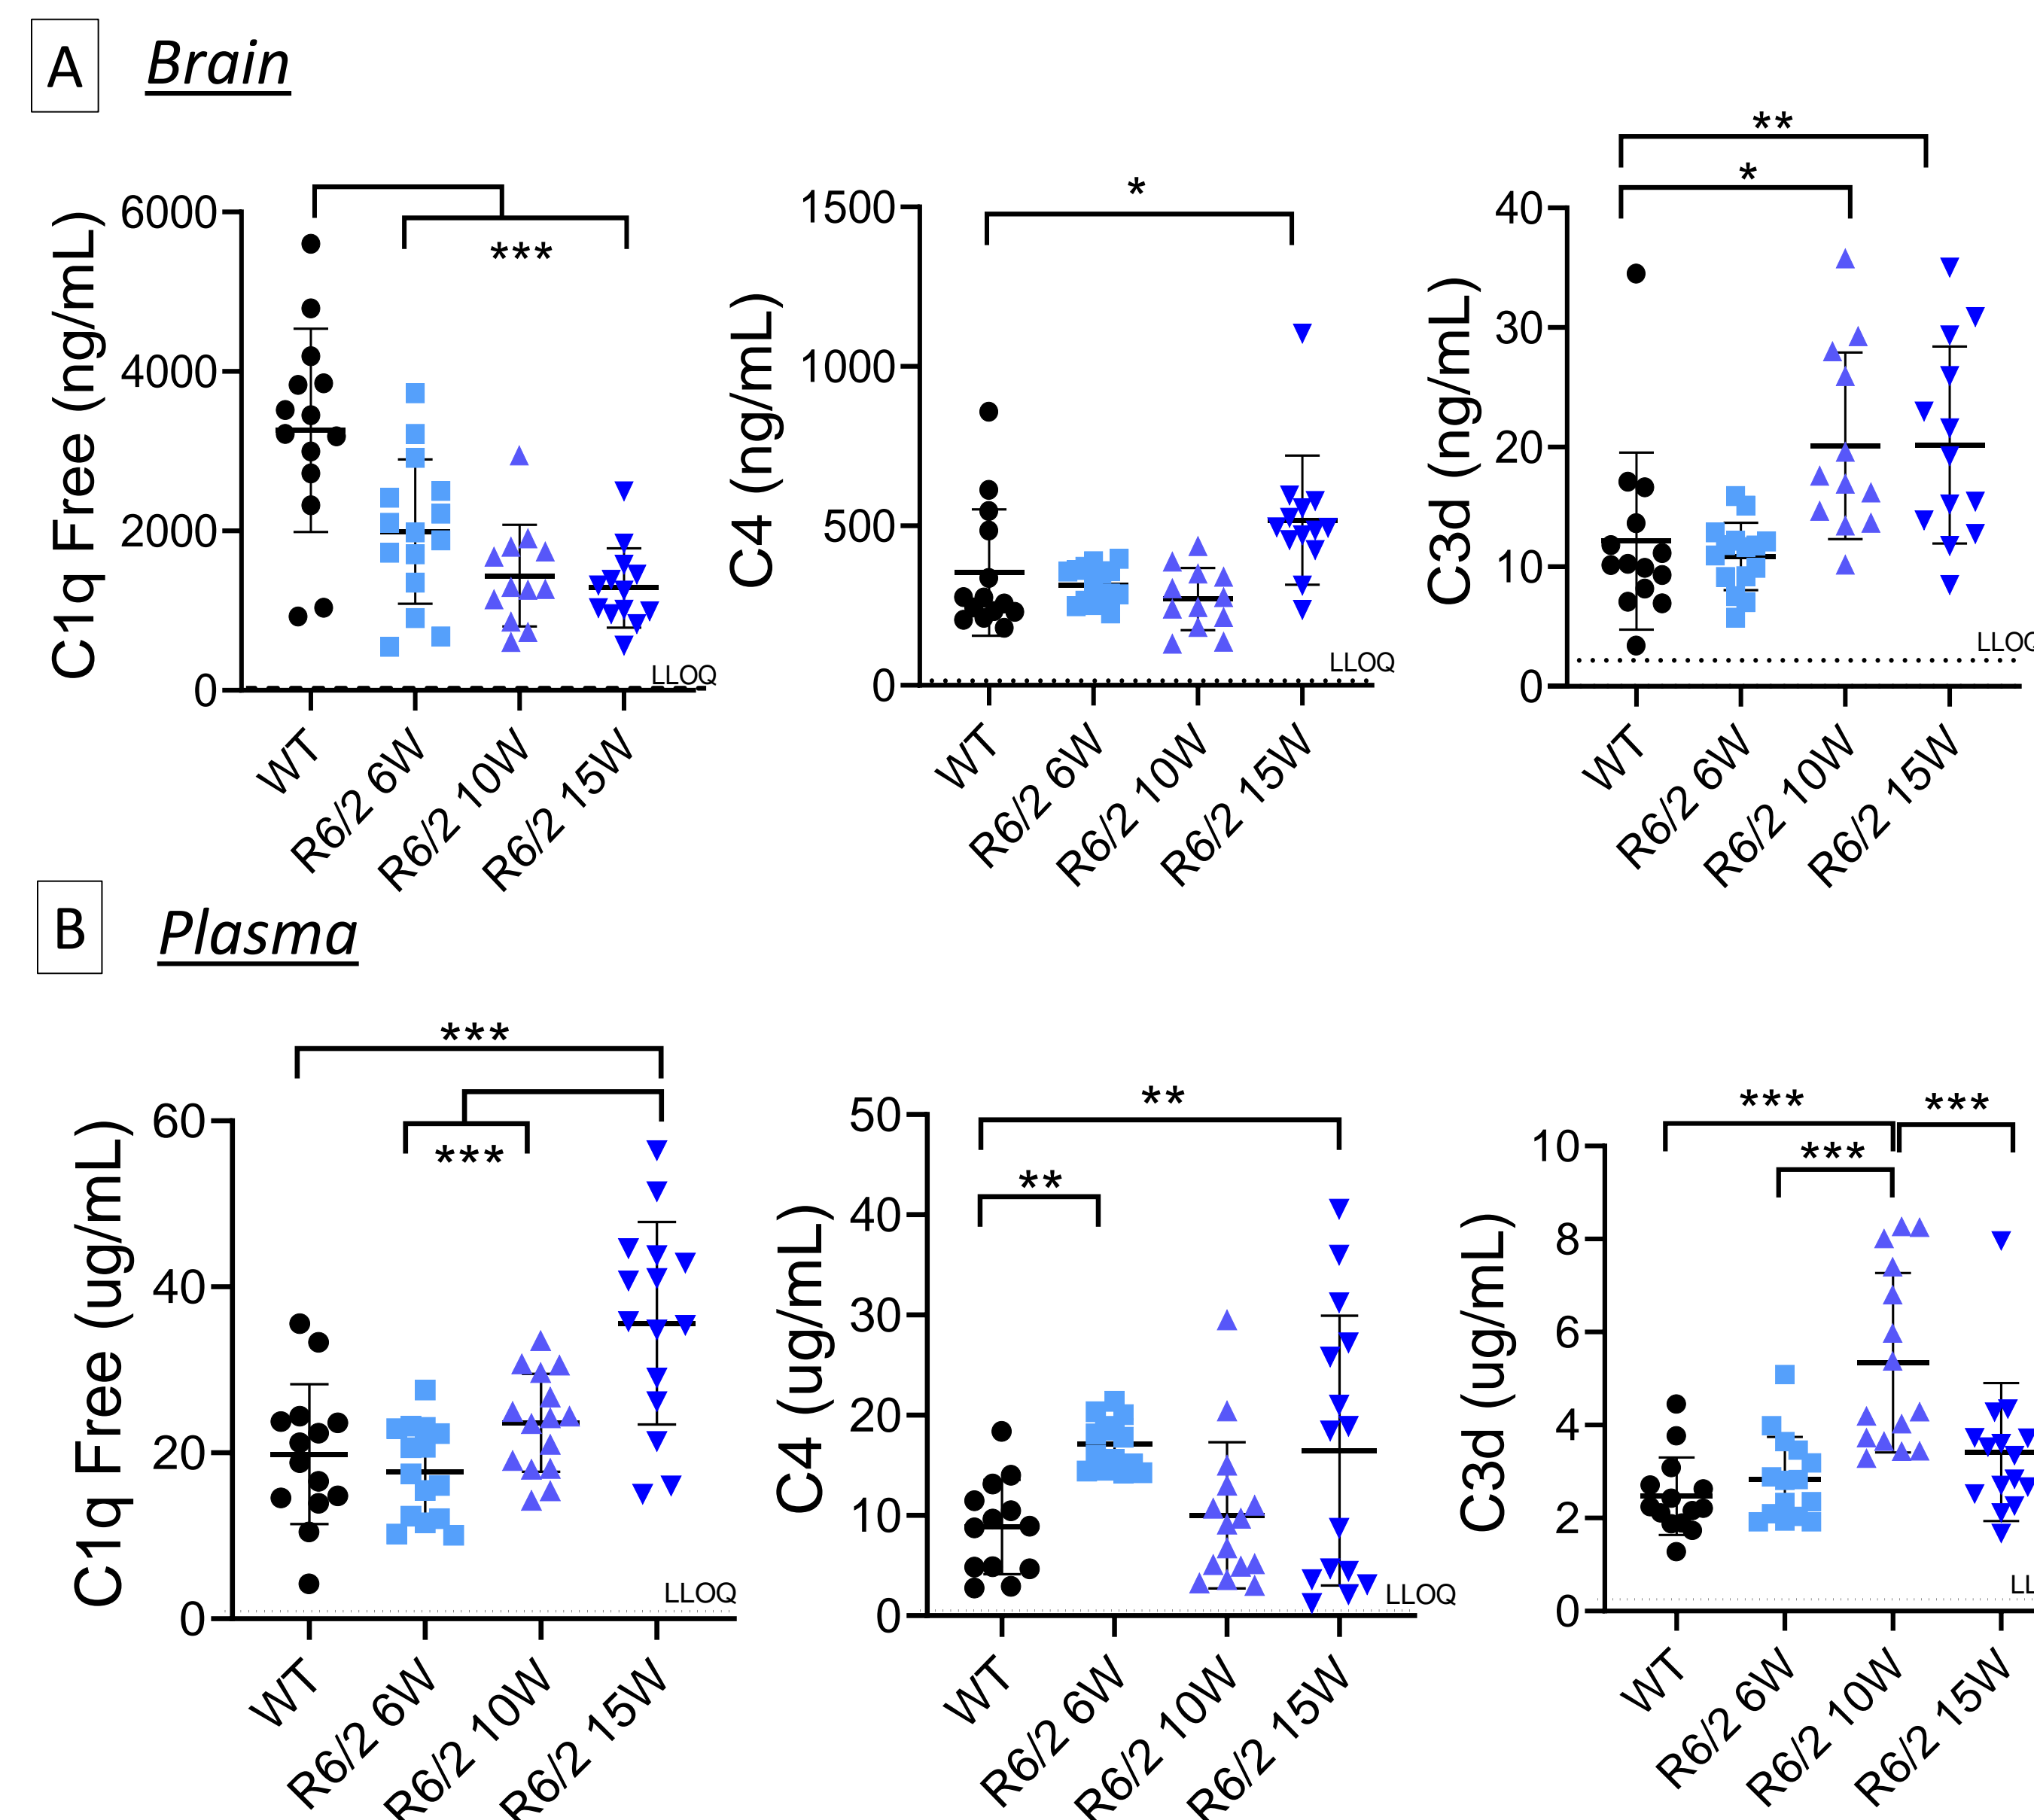 A Brain
C1q Free (ng/mL)
6000
4000
2000
0
***
LLOQ
WT
R6/2 6W
R6/2 10W
R6/2 15W
C4 (ng/mL)
1500
1000
500
0
*
LLOQ
WT
R6/2 6W
R6/2 10W
R6/2 15W
C3d (ng/mL)
40
30
20
10
0
**
*
LLOQ
WT
R6/2 6W
R6/2 10W
R6/2 15W
B Plasma
C1q Free (ug/mL)
60
40
20
0
***
***
LLOQ
WT
R6/2 6W
R6/2 10W
R6/2 15W
C4 (ug/mL)
50
40
30
20
10
0
**
**
LLOQ
WT
R6/2 6W
R6/2 10W
R6/2 15W
C3d (ug/mL)
10
8
6
4
2
0
***
***
***
LL
WT
R6/2 6W
R6/2 10W
R6/2 15W